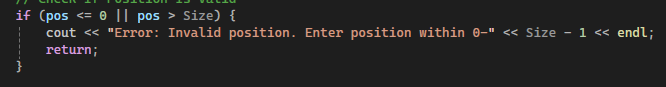 // Check if Position is Valid
if (pos <= 0 || pos > Size) {
cout << "Error: Invalid position. Enter position within 0-" << Size - 1 << endl;
return;
}